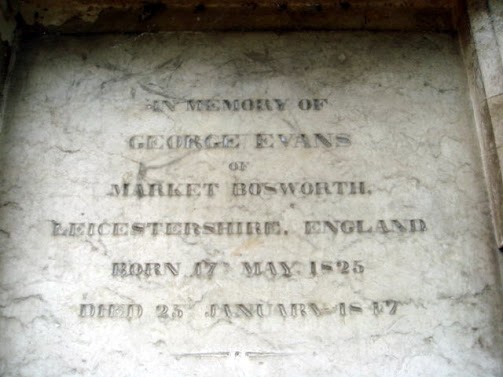 IN MEMORY OF
GEORGE EVANS
OF
MARKET BOSWORTH,
LEICESTERSHIRE, ENGLAND
BORN 17 MAY 1825
DIED 25 JANUARY 1847